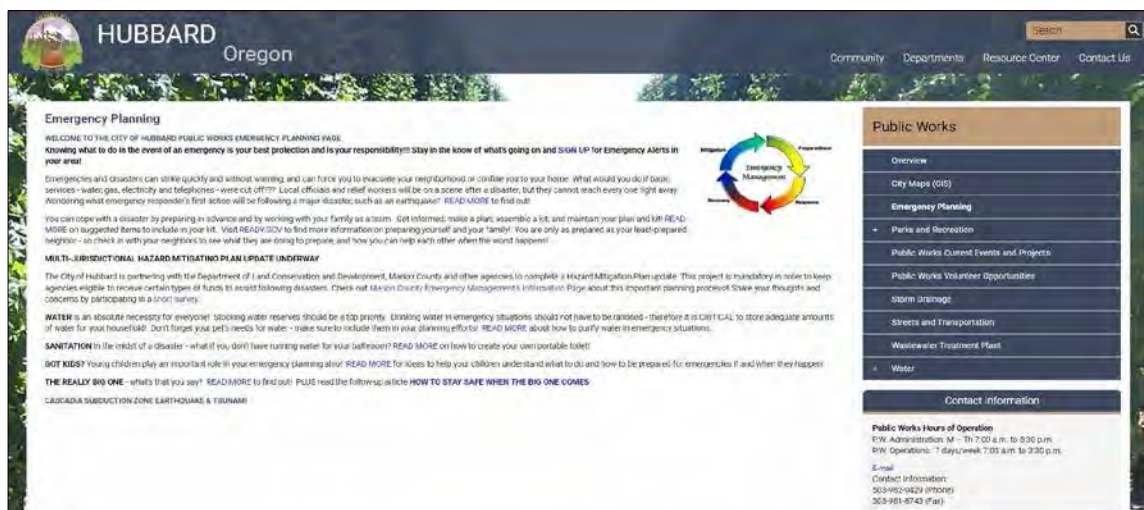 HUBBARD
Oregon
Search
Community Departments Resource Center Contact Us
Emergency Planning
WELCOME TO THE CITY OF HUBBARD PUBLIC WORKS EMERGENCY PLANNING PAGE
Knowing what to do in the event of an emergency is your best protection and is your responsibility!!! Stay in the know of what's going on and SIGN UP for Emergency Alerts in
your area!
Emergencies and disasters can strike quickly and without warning and can force you to evacuate your neighborhood or confine you to your home. What would you do if basic
services - water, gas, electricity and telephones - were cut off??? Local officials and relief workers will be on a scene after a disaster, but they cannot reach every one right away.
Wondering what emergency responder's first action will be following a major disaster, such as an earthquake? READ MORE to find out!
You can cope with a disaster by preparing in advance and by working with your family as a team. Get informed, make a plan, assemble a kit, and maintain your plan and kit! READ
MORE on suggested items to include in your kit. Visit READY.GOV to find more information on preparing yourself and your family! You are only as prepared as your least-prepared
neighbor - so check in with your neighbors to see what they are doing to prepare, and how you can help each other when the worst happens!
Mitigation
Preparedness
Emergency
Management
Recovery
Response
MULTI-JURISDICTIONAL HAZARD MITIGATING PLAN UPDATE UNDERWAY
The City of Hubbard is partnering with the Department of Land Conservation and Development, Marion County and other agencies to complete a Hazard Mitigation Plan update. This project is mandatory in order to keep
agencies eligible to receive certain types of funds to assist following disasters. Check out Marion County Emergency Management's Information Page about this important planning process! Share your thoughts and
concerns by participating in a short survey.
WATER is an absolute necessity for everyone! Stocking water reserves should be a top priority. Drinking water in emergency situations should not have to be rationed - therefore it is CRITICAL to store adequate amounts
of water for your household! Don't forget your pet's needs for water - make sure to include them in your planning efforts! READ MORE about how to purify water in emergency situations.
SANITATION In the midst of a disaster - what if you don't have running water for your bathroom? READ MORE on how to create your own portable toilet!
GOT KIDS? Young children play an important role in your emergency planning also! READ MORE for ideas to help your children understand what to do and how to be prepared for emergencies if and when they happen!
THE REALLY BIG ONE - what's that you say? READ MORE to find out! PLUS read the follow-up article HOW TO STAY SAFE WHEN THE BIG ONE COMES
CASCADIA SUBDUCTION ZONE EARTHQUAKE & TSUNAMI
Public Works
Overview
City Maps (GIS)
Emergency Planning
+ Parks and Recreation
Public Works Current Events and Projects
Public Works Volunteer Opportunities
Storm Drainage
Streets and Transportation
Wastewater Treatment Plant
+ Water
Contact Information
Public Works Hours of Operation
P.W. Administration: M - Th 7:00 a.m. to 5:30 p.m.
P.W. Operations: 7 days/week 7:00 a.m. to 3:30 p.m.
E-mail
Contact Information:
503-982-9429 (Phone)
503-981-8743 (Fax)